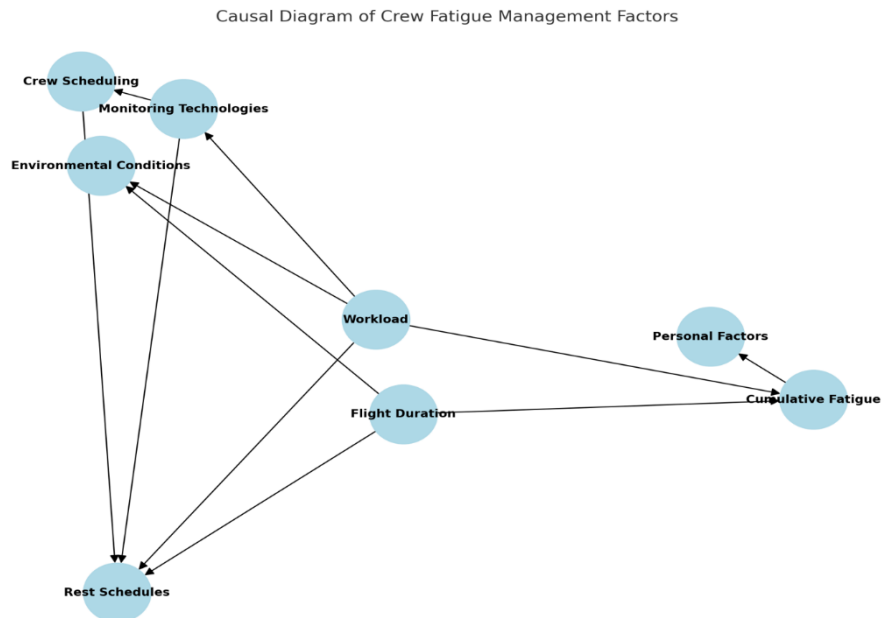 Causal Diagram of Crew Fatigue Management Factors
Crew Scheduling
Monitoring Technologies
Environmental Conditions
Workload
Personal Factors
Cumulative Fatigue
Flight Duration
Rest Schedules